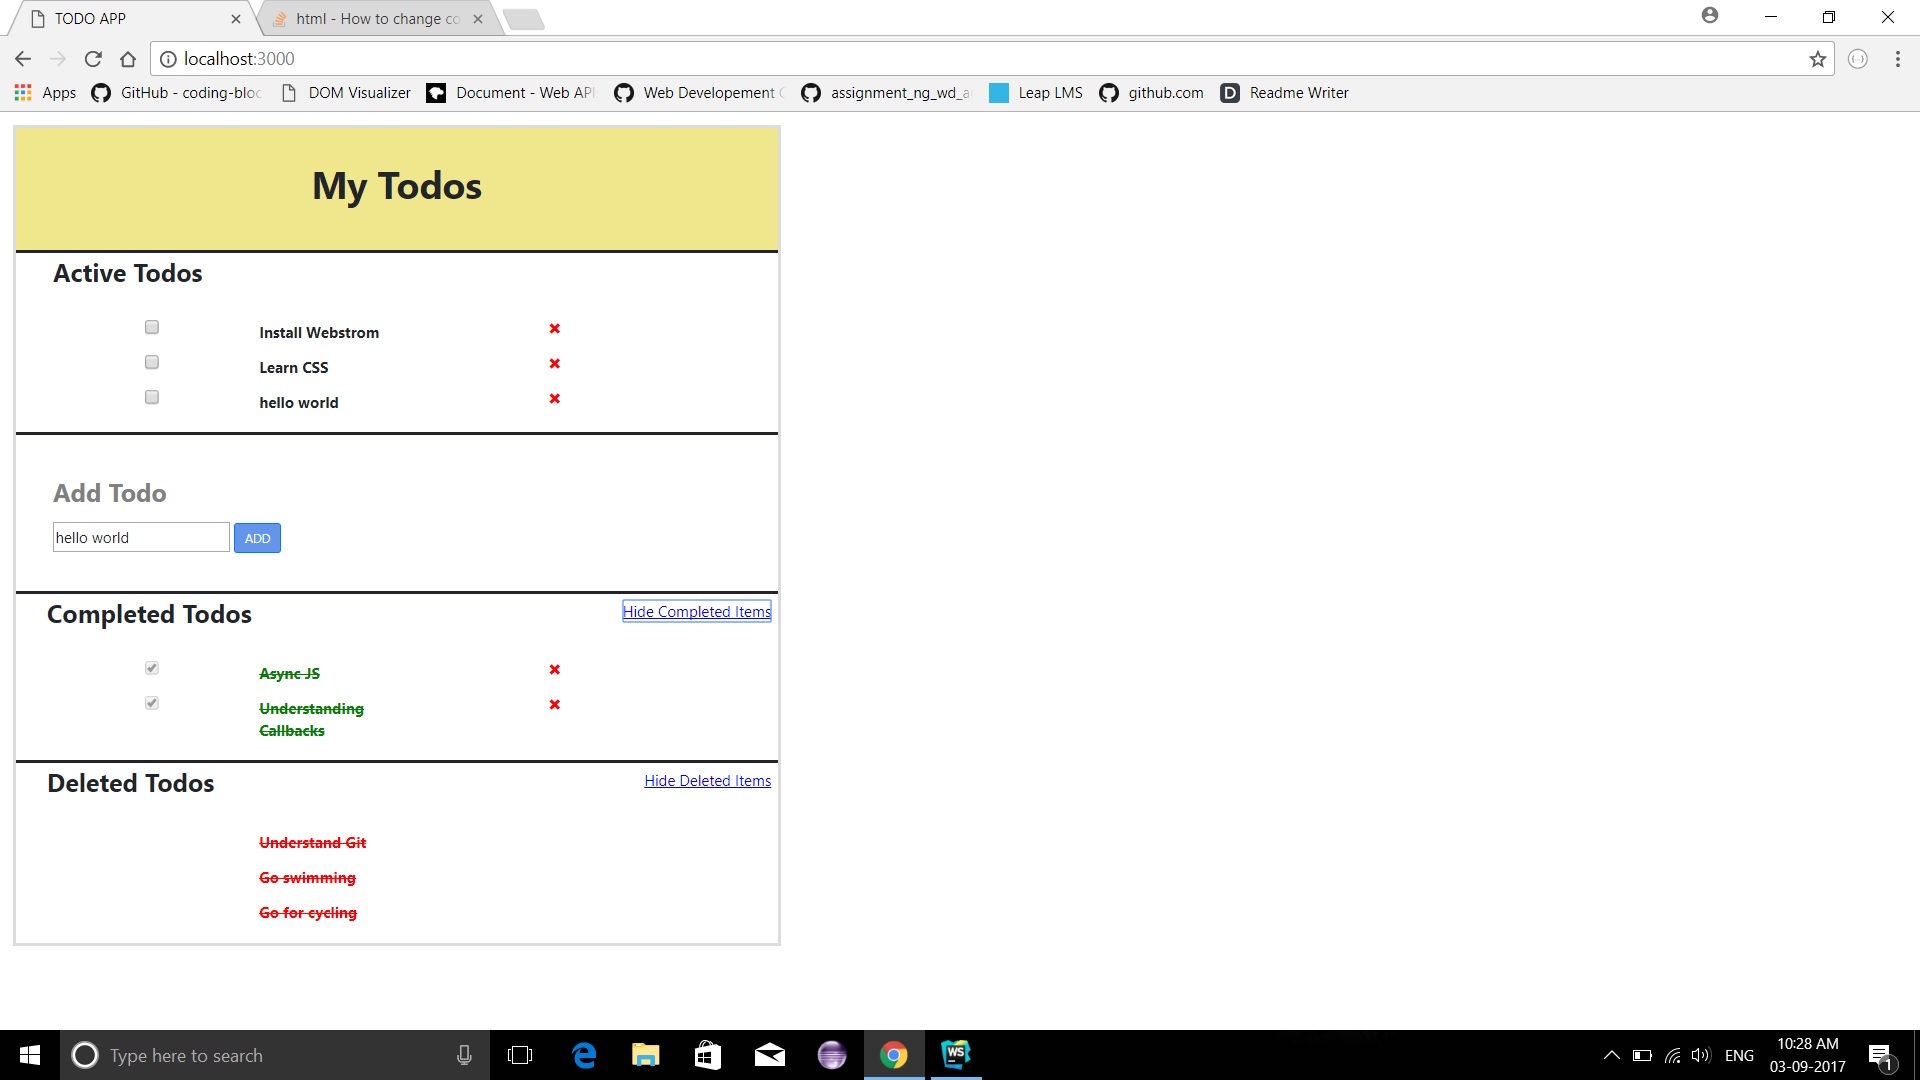 TODO APP
html - How to change co
localhost:3000
Apps
GitHub - coding-bloc
DOM Visualizer
Document - Web API
Web Developement C
assignment_ng_wd_a
Leap LMS
github.com
D
Readme Writer
My Todos
Active Todos
Install Webstrom
Learn CSS
hello world
Add Todo
hello world
ADD
Completed Todos
Hide Completed Items
Async JS
Understanding
Callbacks
Deleted Todos
Hide Deleted Items
Understand Git
Go swimming
Go for cycling
Type here to search
WS
ENG
10:28 AM
03-09-2017
1